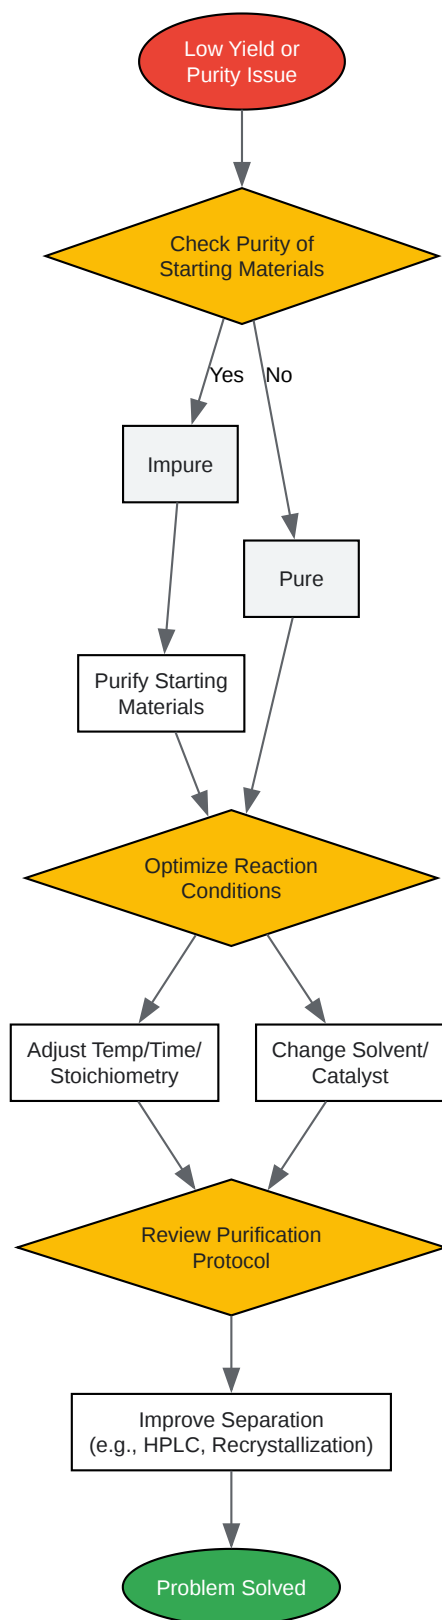 Low Yield or
Purity Issue
Check Purity of
Starting Materials
Yes
No
Impure
Pure
Purify Starting
Materials
Optimize Reaction
Conditions
Adjust Temp/Time/
Stoichiometry
Change Solvent/
Catalyst
Review Purification
Protocol
Improve Separation
(e.g., HPLC, Recrystallization)
Problem Solved